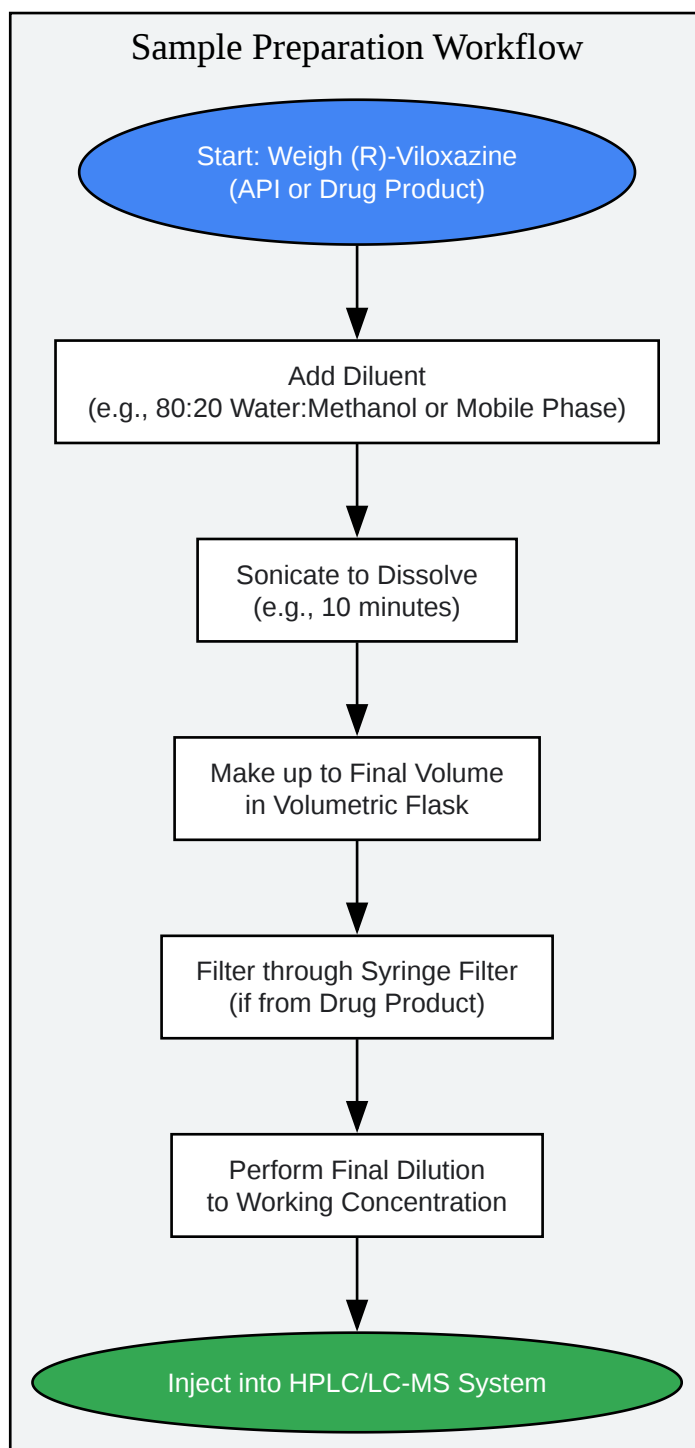 Sample Preparation Workflow
Start: Weigh (R)-Viloxazine
(API or Drug Product)
Add Diluent
(e.g., 80:20 Water:Methanol or Mobile Phase)
Sonicate to Dissolve
(e.g., 10 minutes)
Make up to Final Volume
in Volumetric Flask
Filter through Syringe Filter
(if from Drug Product)
Perform Final Dilution
to Working Concentration
Inject into HPLC/LC-MS System